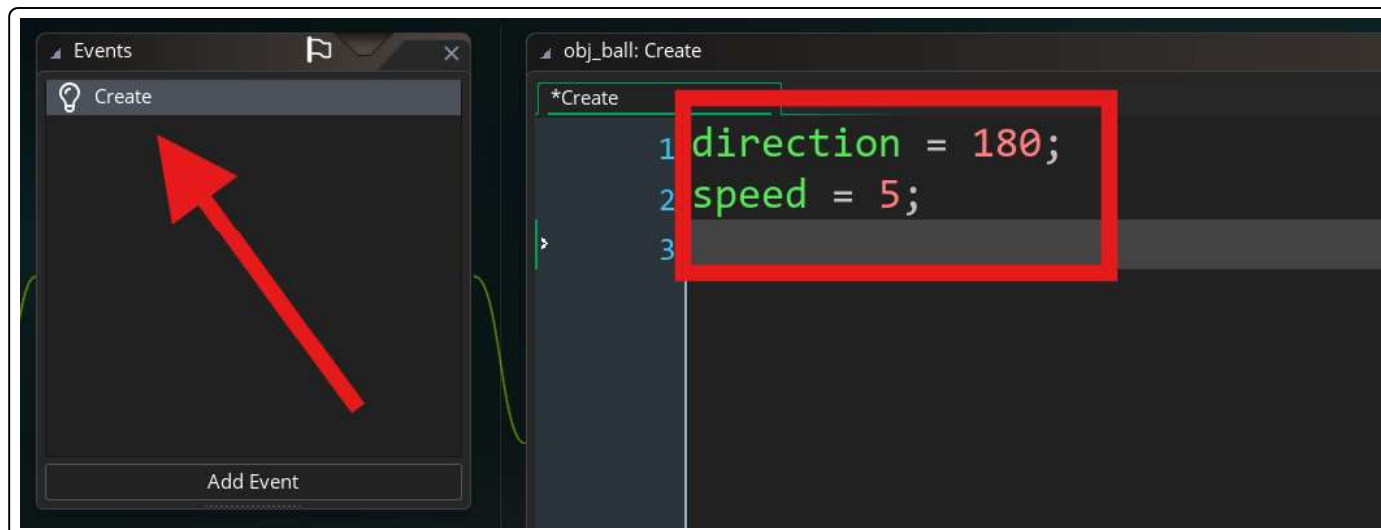 Events
Create
Add Event
obj_ball: Create
*Create
1 direction = 180;
2 speed = 5;
3